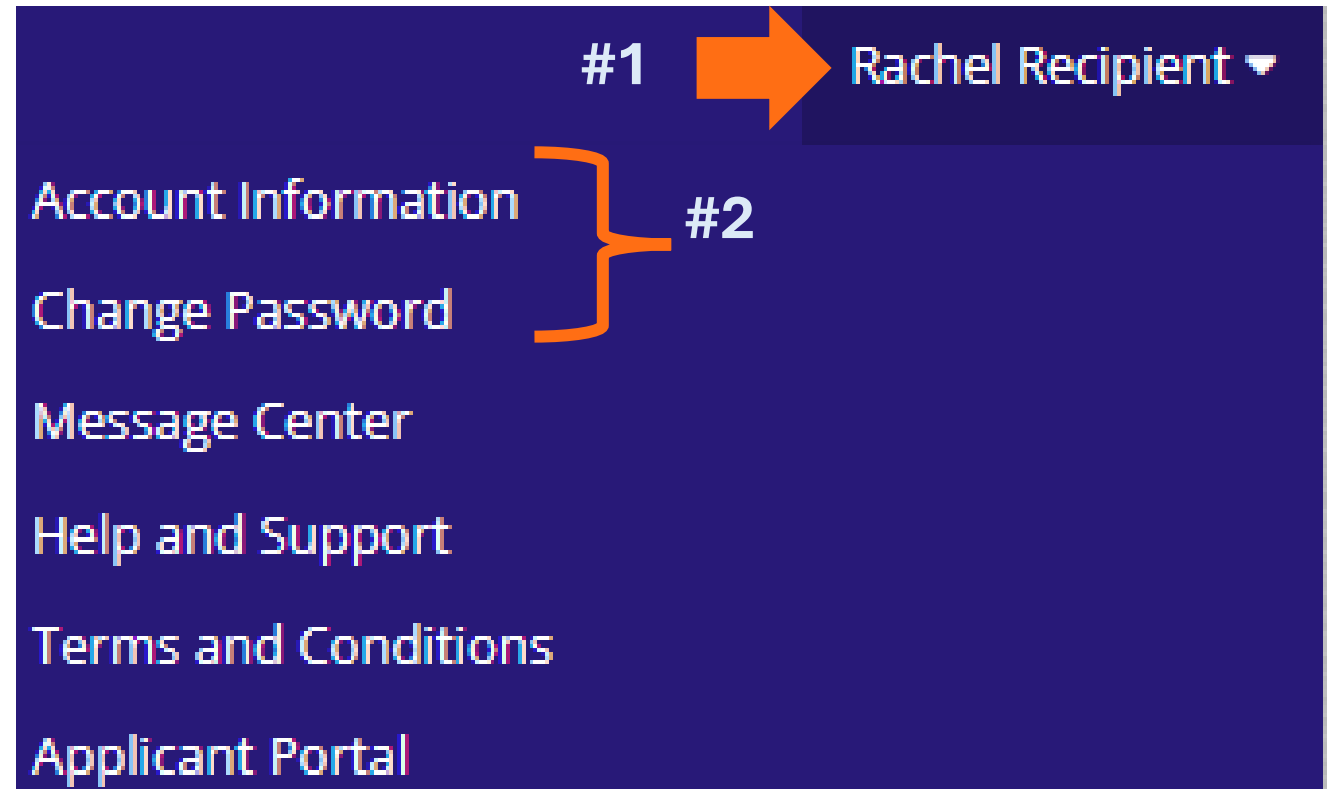 #1 Rachel Recipient
Account Information
#2
Change Password
Message Center
Help and Support
Terms and Conditions
Applicant Portal